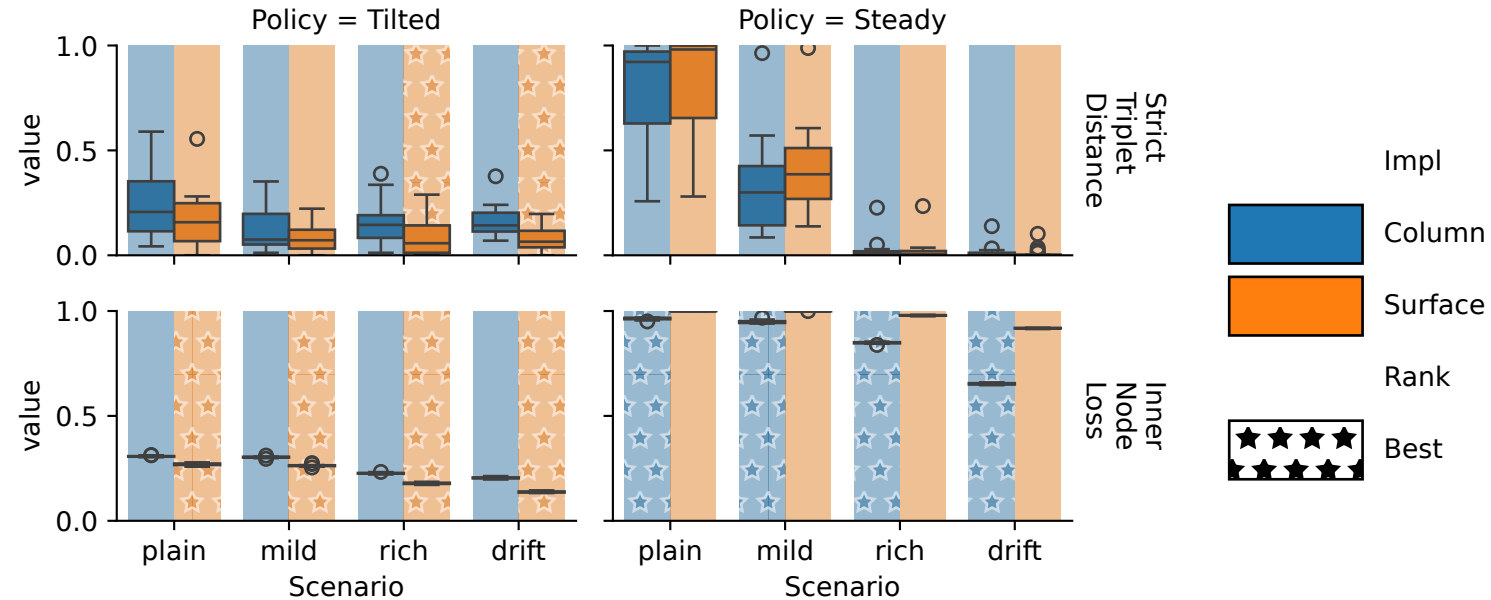 Policy = Tilted
Policy = Steady
1.0
0.5
0.0
value
Strict
Triplet
Distance
1.0
0.5
0.0
value
Inner
Node
Loss
plain
mild
rich
drift
Scenario
plain
mild
rich
drift
Scenario
Impl
Column
Surface
Rank
Best